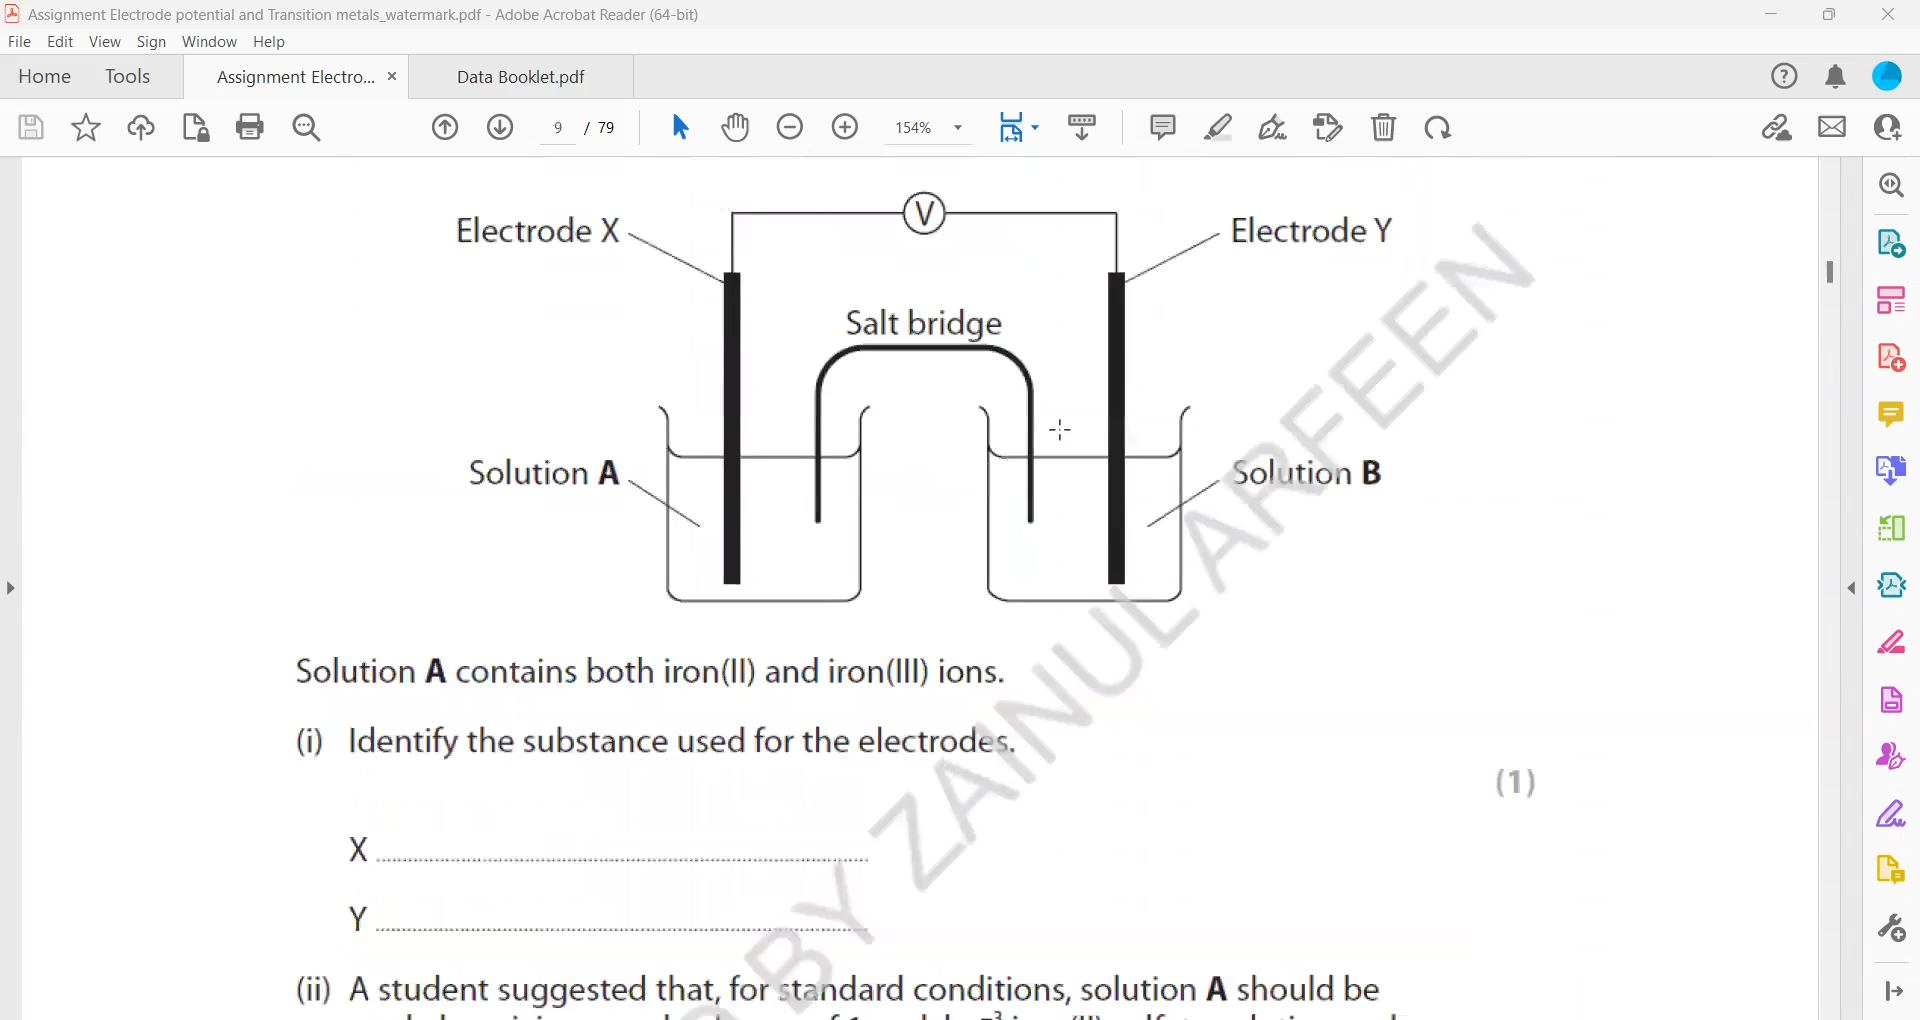 Assignment Electrode potential and Transition metals_watermark.pdf - Adobe Acrobat Reader (64-bit)
File Edit View Sign Window Help
Home Tools Assignment Electro... × Data Booklet.pdf
9 / 79 154%
V
Electrode X Electrode Y
Salt bridge
Solution A Solution B
Solution A contains both iron(II) and iron(III) ions.
(i) Identify the substance used for the electrodes.
(1)
X
Y
(ii) A student suggested that, for standard conditions, solution A should be
BY ZAINUL ARFEEN